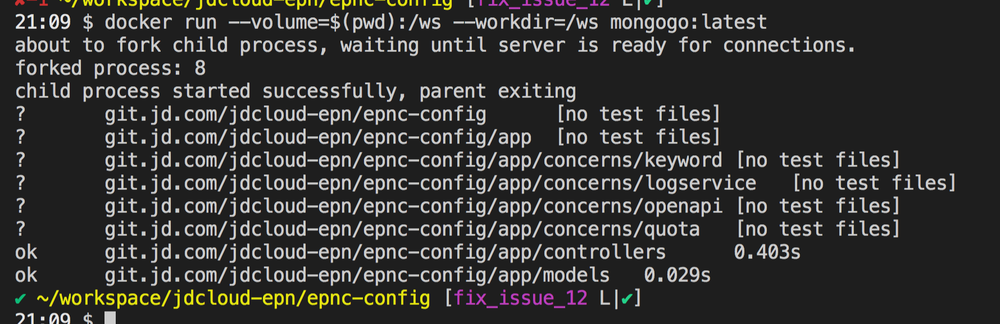 ✘-1 ~/workspace/jdcloud-epn/epnc-config [fix_issue_12 L|✔]
21:09 $ docker run --volume=$(pwd):/ws --workdir=/ws mongogo:latest
about to fork child process, waiting until server is ready for connections.
forked process: 8
child process started successfully, parent exiting
? git.jd.com/jdcloud-epn/epnc-config [no test files]
? git.jd.com/jdcloud-epn/epnc-config/app [no test files]
? git.jd.com/jdcloud-epn/epnc-config/app/concerns/keyword [no test files]
? git.jd.com/jdcloud-epn/epnc-config/app/concerns/logservice [no test files]
? git.jd.com/jdcloud-epn/epnc-config/app/concerns/openapi [no test files]
? git.jd.com/jdcloud-epn/epnc-config/app/concerns/quota [no test files]
ok git.jd.com/jdcloud-epn/epnc-config/app/controllers 0.403s
ok git.jd.com/jdcloud-epn/epnc-config/app/models 0.029s
✔ ~/workspace/jdcloud-epn/epnc-config [fix_issue_12 L|✔]
21:09 $